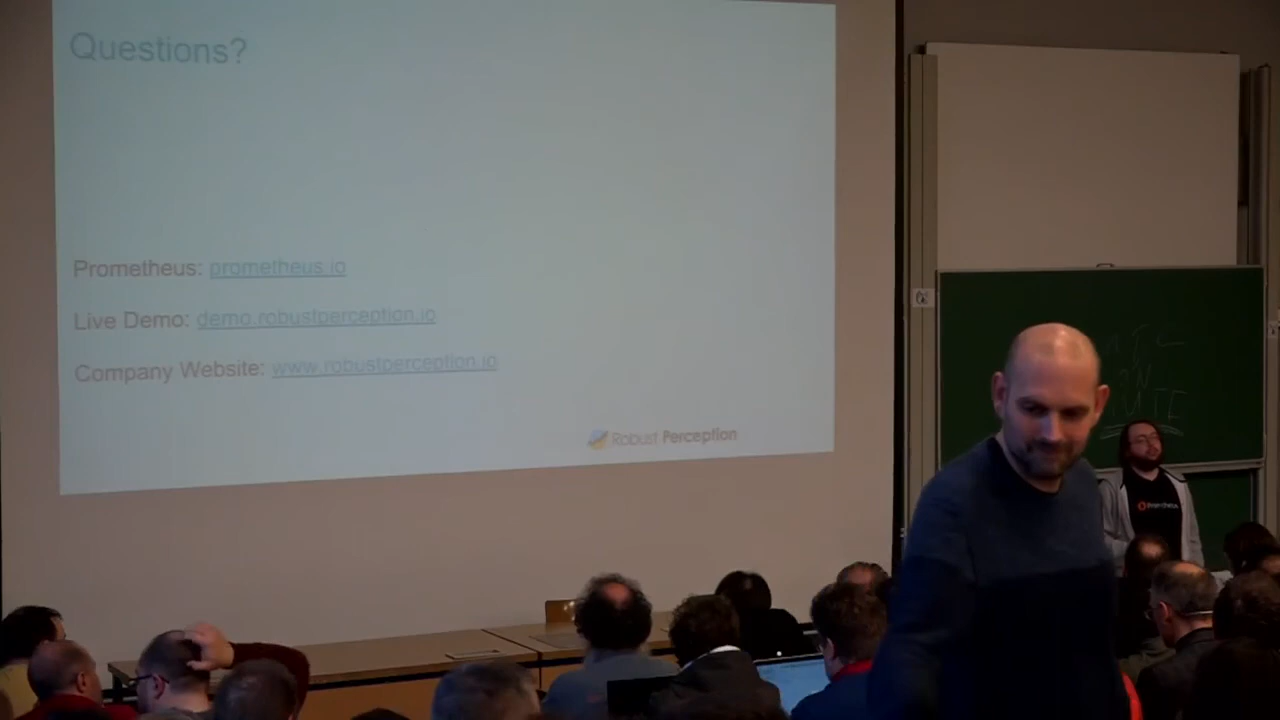 Questions?
Prometheus: prometheus.io
Live Demo: demo.robustperception.io
Company Website: www.robustperception.io
Robust Perception